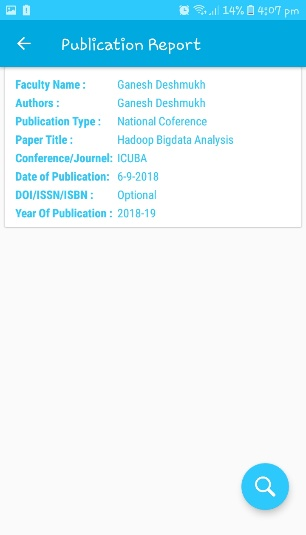 14% 4:07 pm
Publication Report
Faculty Name : Ganesh Deshmukh
Authors : Ganesh Deshmukh
Publication Type : National Coference
Paper Title : Hadoop Bigdata Analysis
Conference/Journel: ICUBA
Date of Publication: 6-9-2018
DOI/ISSN/ISBN : Optional
Year Of Publication : 2018-19